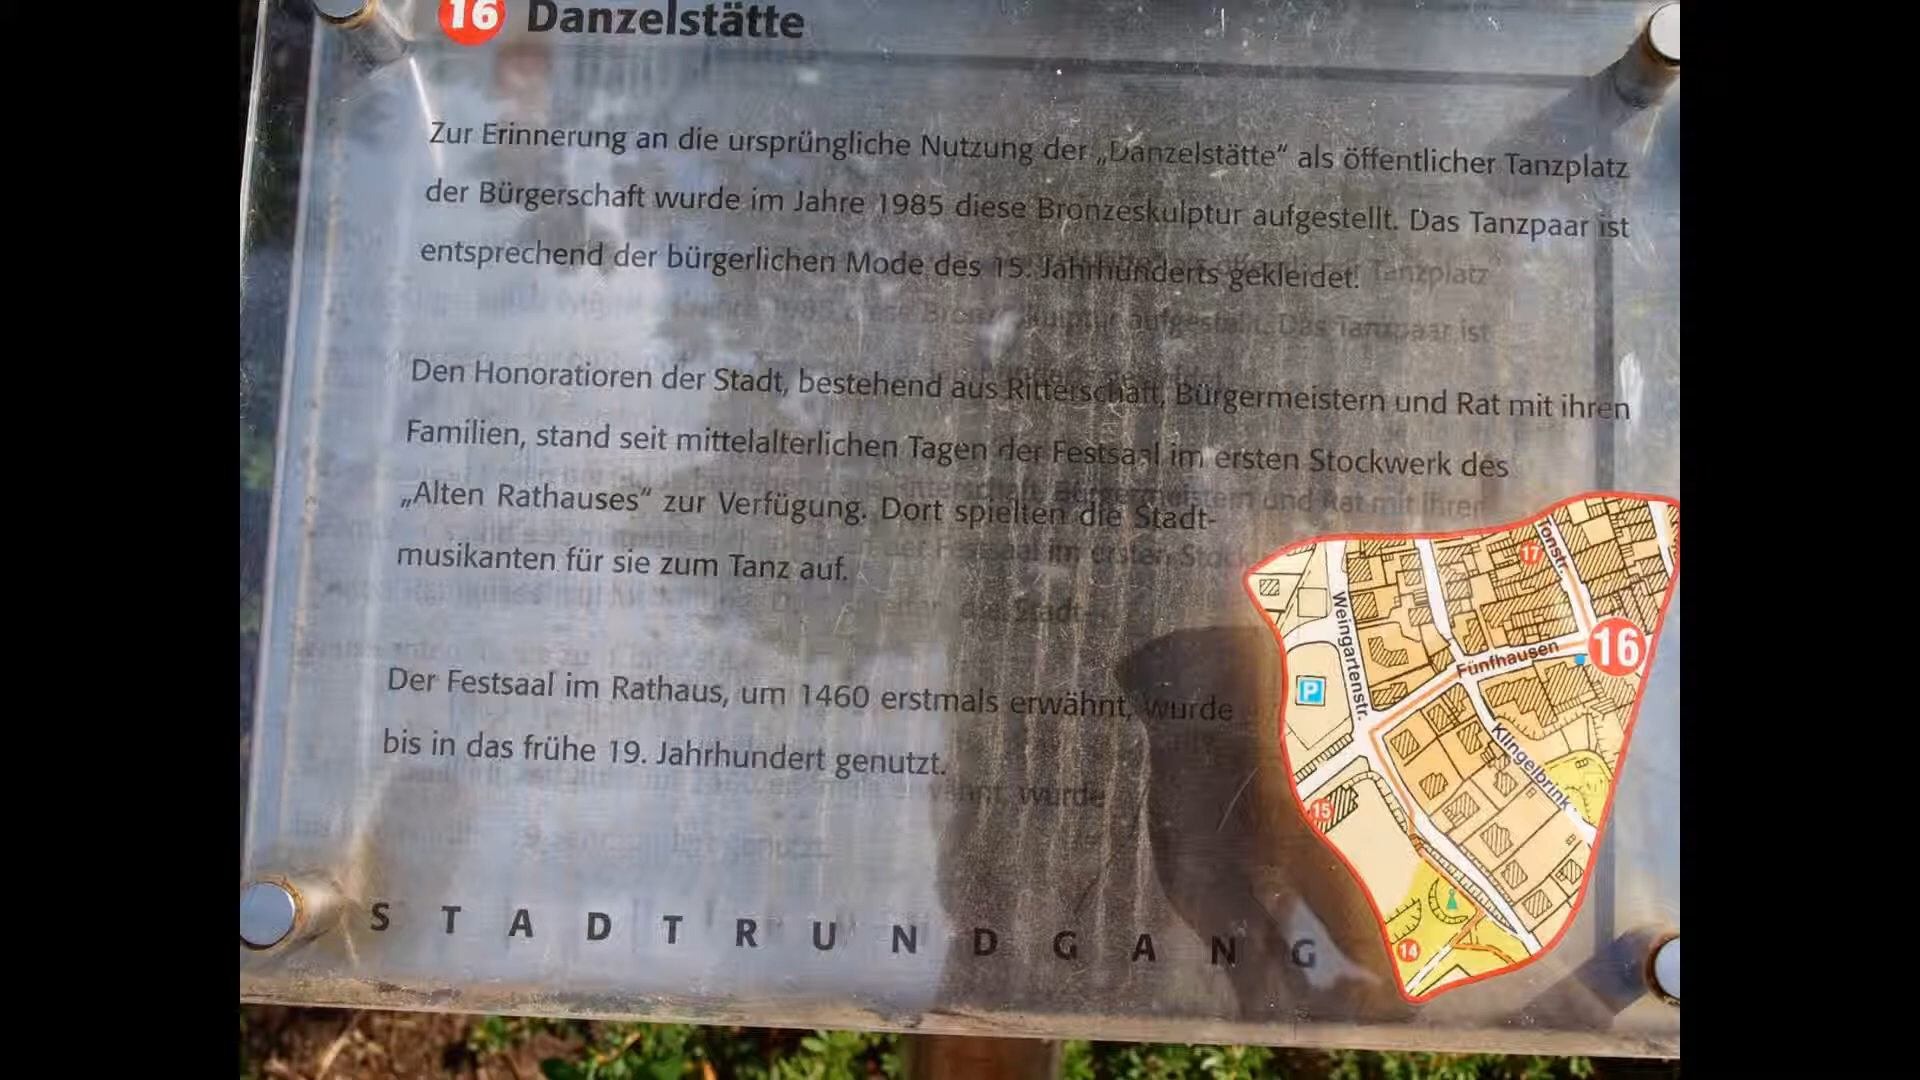 16 Danzelstätte
Zur Erinnerung an die ursprüngliche Nutzung der „Danzelstätte“ als öffentlicher Tanzplatz
der Bürgerschaft wurde im Jahre 1985 diese Bronzeskulptur aufgestellt. Das Tanzpaar ist
entsprechend der bürgerlichen Mode des 15. Jahrhunderts gekleidet.
Den Honoratioren der Stadt, bestehend aus Ritterschaft, Bürgermeistern und Rat mit ihren
Familien, stand seit mittelalterlichen Tagen der Festsaal im ersten Stockwerk des
„Alten Rathauses“ zur Verfügung. Dort spielten die Stadt-
musikanten für sie zum Tanz auf.
Der Festsaal im Rathaus, um 1460 erstmals erwähnt, wurde
bis in das frühe 19. Jahrhundert genutzt.
17
16
Weingartenstr.
Fünfhausen
P
Klingelbrink
15
14
STADTRUNDGANG